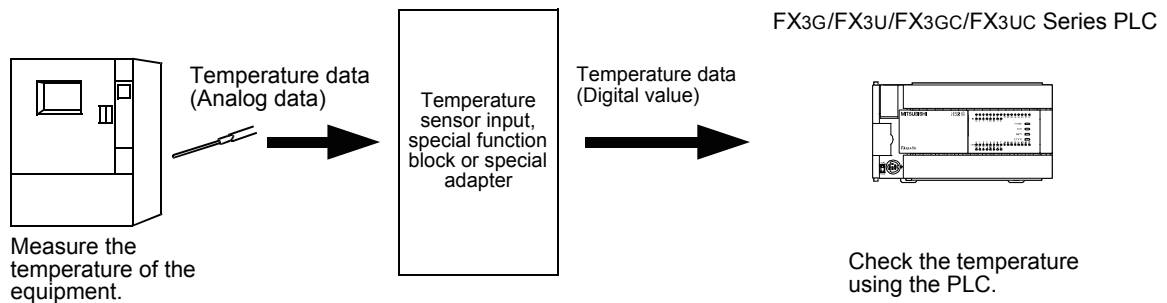 FX3G/FX3U/FX3GC/FX3UC Series PLC
Temperature data
(Analog data)
Temperature
sensor input,
special function
block or special
adapter
Temperature data
(Digital value)
MITSUBISHI
Measure the
temperature of the
equipment.
Check the temperature
using the PLC.